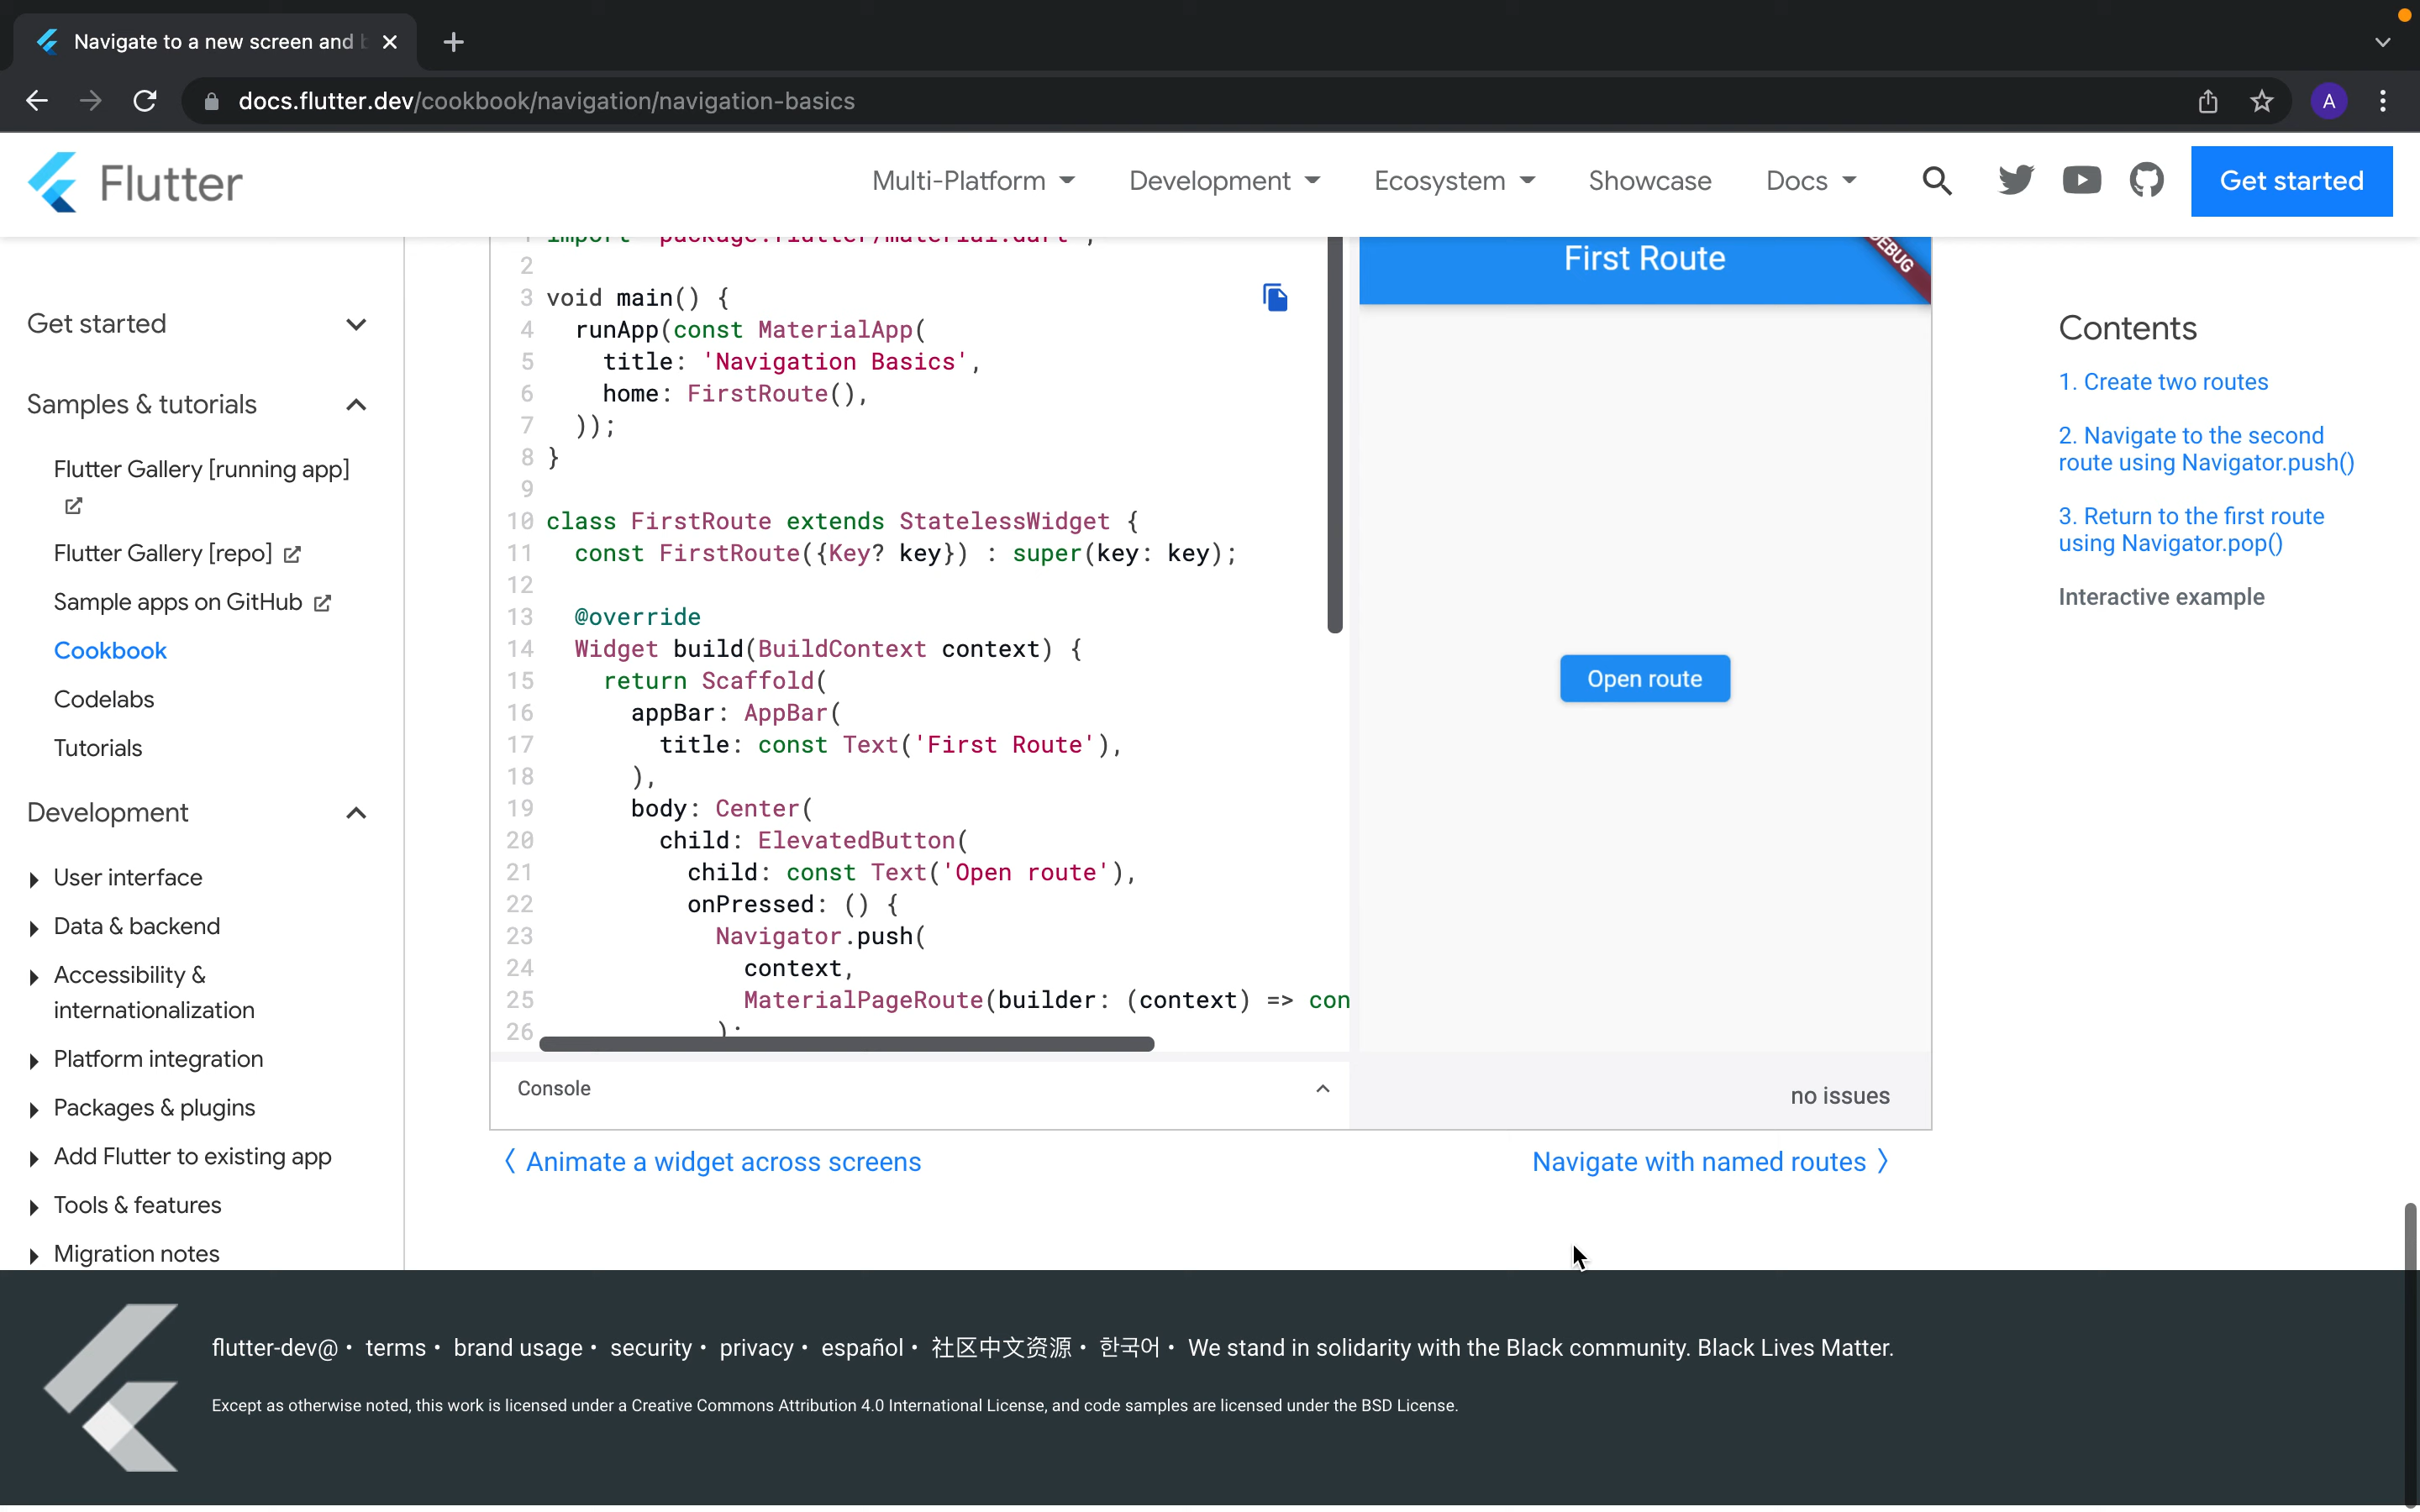 Navigate to a new screen and
docs.flutter.dev/cookbook/navigation/navigation-basics
A
Flutter
Multi-Platform
Development
Ecosystem
Showcase
Docs
Get started
Get started
Samples & tutorials
Flutter Gallery [running app]
Flutter Gallery [repo]
Sample apps on GitHub
Cookbook
Codelabs
Tutorials
Development
User interface
Data & backend
Accessibility &
internationalization
Platform integration
Packages & plugins
Add Flutter to existing app
Tools & features
Migration notes
1 import 'package:flutter/material.dart';
2
3 void main() {
4 runApp(const MaterialApp(
5 title: 'Navigation Basics',
6 home: FirstRoute(),
7 ));
8 }
9
10 class FirstRoute extends StatelessWidget {
11 const FirstRoute({Key? key}) : super(key: key);
12
13 @override
14 Widget build(BuildContext context) {
15 return Scaffold(
16 appBar: AppBar(
17 title: const Text('First Route'),
18 ),
19 body: Center(
20 child: ElevatedButton(
21 child: const Text('Open route'),
22 onPressed: () {
23 Navigator.push(
24 context,
25 MaterialPageRoute(builder: (context) => con
26 );
Console
First Route
DEBUG
Open route
no issues
Animate a widget across screens
Navigate with named routes
Contents
1. Create two routes
2. Navigate to the second
route using Navigator.push()
3. Return to the first route
using Navigator.pop()
Interactive example
flutter-dev@ • terms • brand usage • security • privacy • español • 社区中文资源 • 한국어 • We stand in solidarity with the Black community. Black Lives Matter.
Except as otherwise noted, this work is licensed under a Creative Commons Attribution 4.0 International License, and code samples are licensed under the BSD License.